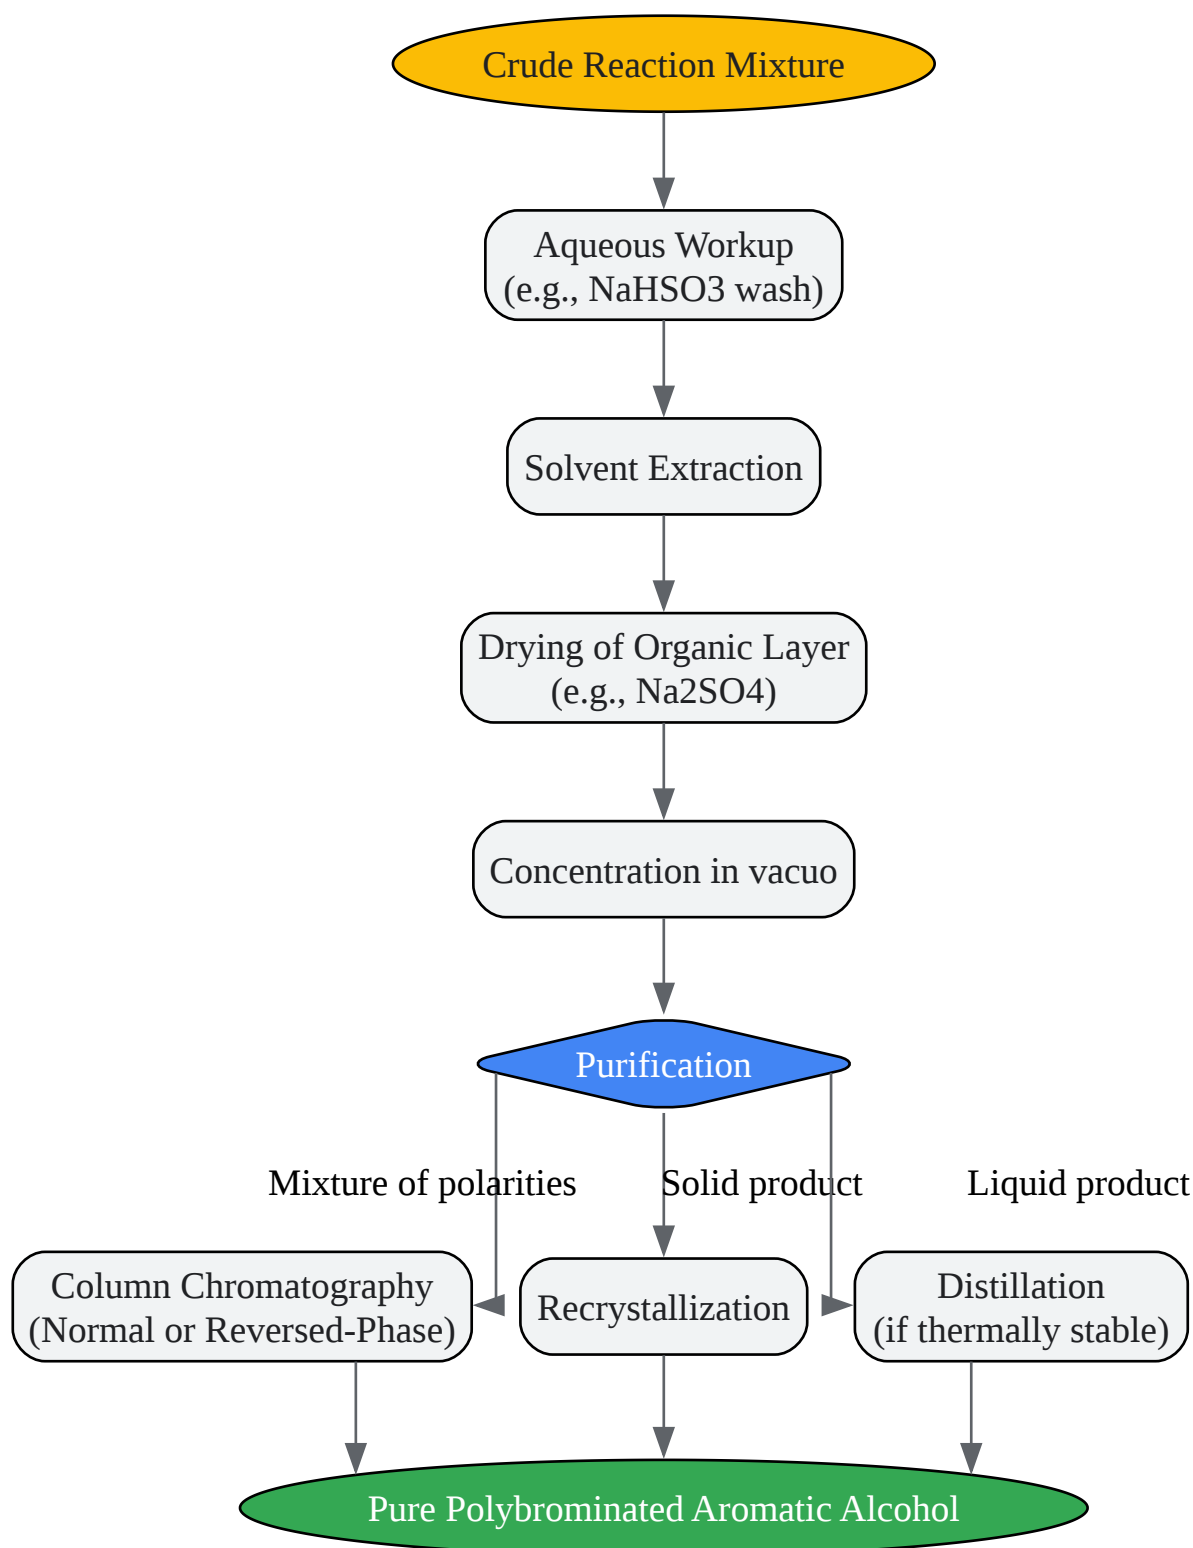 Crude Reaction Mixture
Aqueous Workup
(e.g., NaHSO3 wash)
Solvent Extraction
Drying of Organic Layer
(e.g., Na2SO4)
Concentration in vacuo
Purification
Mixture of polarities
Solid product
Liquid product
Column Chromatography
(Normal or Reversed-Phase)
Recrystallization
Distillation
(if thermally stable)
Pure Polybrominated Aromatic Alcohol